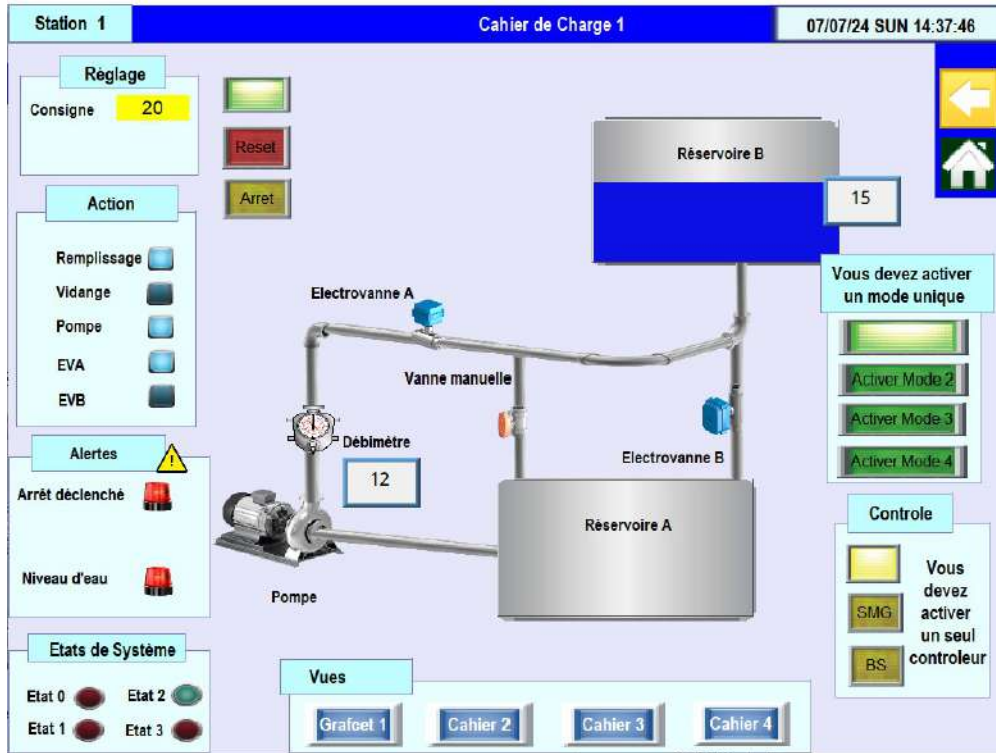 Station 1
Cahier de Charge 1
07/07/24 SUN 14:37:46
Règlage
Consigne
20
Reset
Arret
Réservoire B
15
Action
Remplissage
Vidange
Pompe
EVA
EVB
Electrovanne A
Vanne manuelle
Dèbimètre
12
Electrovanne B
Vous devez activer
un mode unique
Activer Mode 2
Activer Mode 3
Activer Mode 4
Alertes
Arrêt déclenché
Niveau d'eau
Réservoire A
Pompe
Controle
Vous
devez
activer
un seul
controleur
SMG
BS
Etats de Système
Etat 0
Etat 2
Etat 1
Etat 3
Vues
Grafcet 1
Cahier 2
Cahier 3
Cahier 4